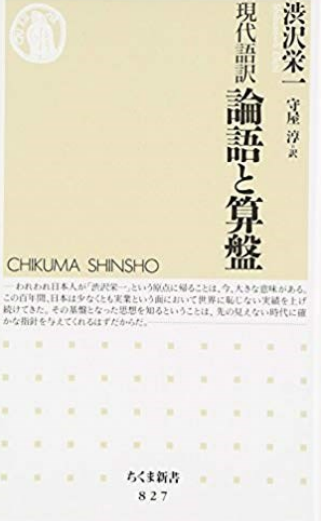 渋沢栄一
守屋 淳・訳
現代語訳
論語と算盤
CHIKUMA SHINSHO
――われわれ日本人が「渋沢栄一」という原点に帰ることは、今、大きな意味がある。
この百年間、日本は少なくとも実業という面において世界に恥じない実績を上げ
続けてきた。その基盤となった思想を知るということは、先の見えない時代に確
かな指針を与えてくれるはずだからだ。
ちくま新書
827